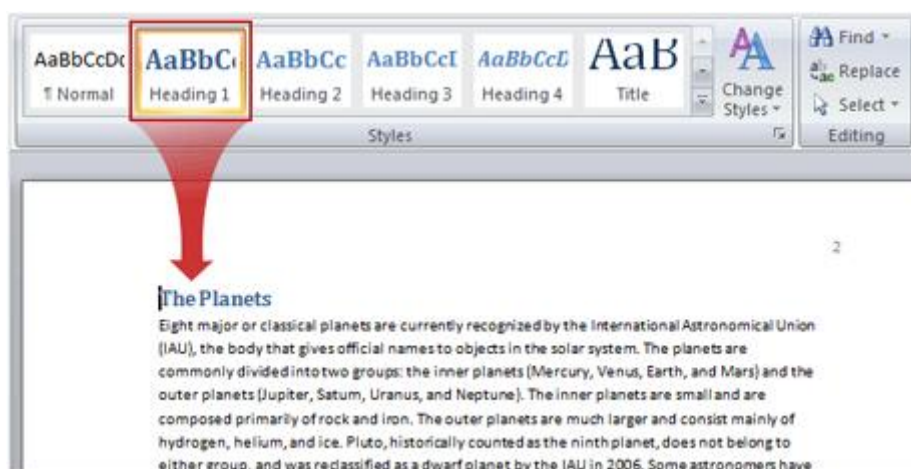 AaBbCcDc AaBbC AaBbCc AaBbCcI AaBbCcD AaB
¶ Normal Heading 1 Heading 2 Heading 3 Heading 4 Title
Change Styles
Find
Replace
Select
Styles
Editing
2
The Planets
Eight major or classical planets are currently recognized by the International Astronomical Union
(IAU), the body that gives official names to objects in the solar system. The planets are
commonly divided into two groups: the inner planets (Mercury, Venus, Earth, and Mars) and the
outer planets (Jupiter, Saturn, Uranus, and Neptune). The inner planets are small and are
composed primarily of rock and iron. The outer planets are much larger and consist mainly of
hydrogen, helium, and ice. Pluto, historically counted as the ninth planet, does not belong to
either group, and was reclassified as a dwarf planet by the IAU in 2006. Some astronomers have